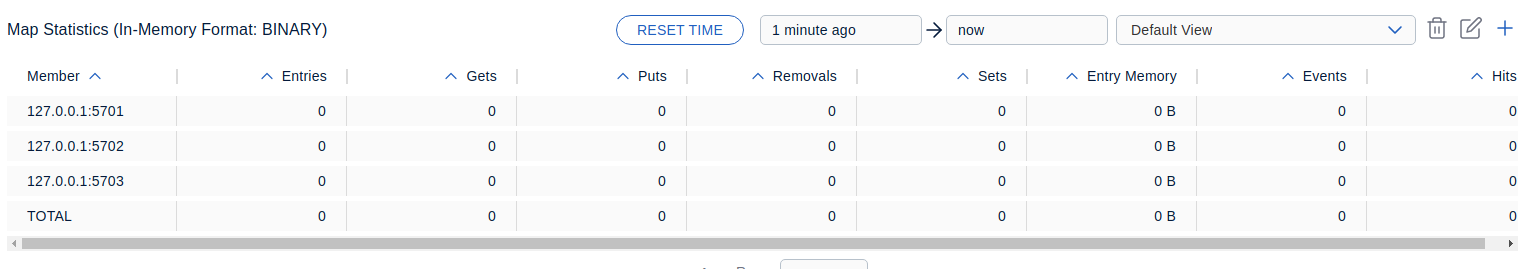 Map Statistics (In-Memory Format: BINARY) RESET TIME 1 minute ago now Default View
Member Entries Gets Puts Removals Sets Entry Memory Events Hits
127.0.0.1:5701 0 0 0 0 0 0 B 0 0
127.0.0.1:5702 0 0 0 0 0 0 B 0 0
127.0.0.1:5703 0 0 0 0 0 0 B 0 0
TOTAL 0 0 0 0 0 0 B 0 0